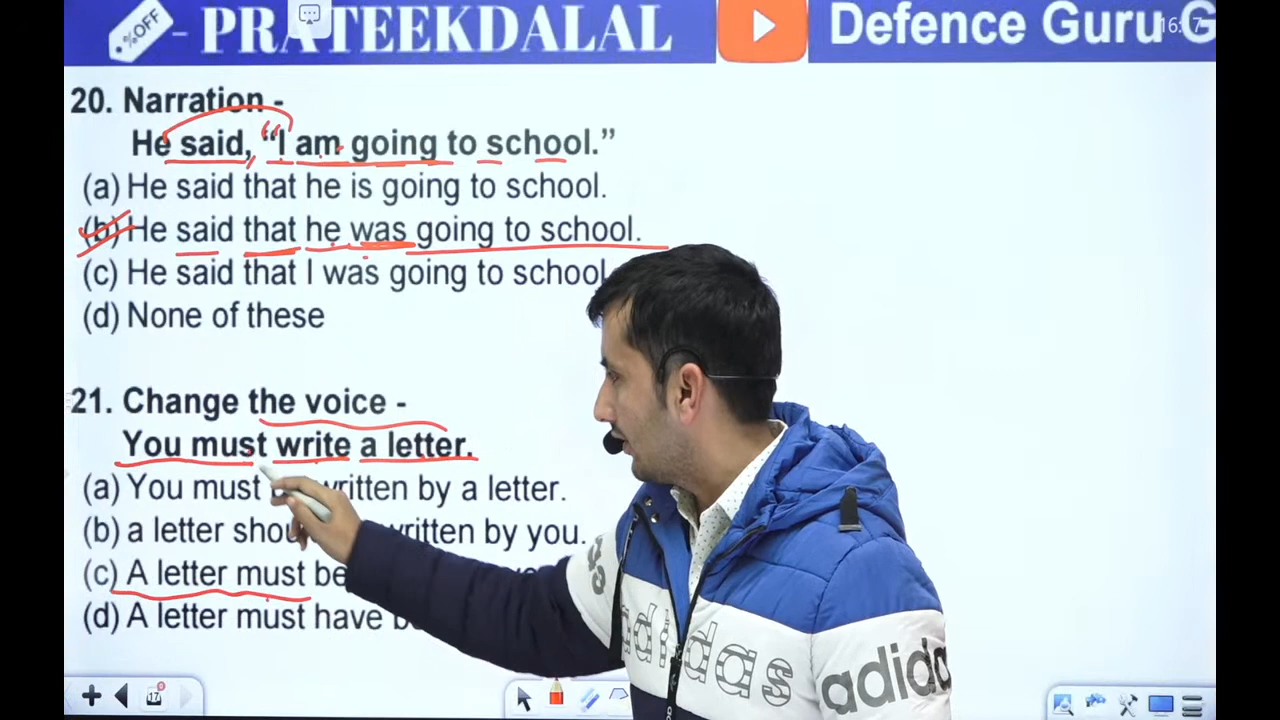 %OFF - PRATEEKDALAL Defence Guru G
20. Narration -
He said, “I am going to school.”
(a) He said that he is going to school.
(b) He said that he was going to school.
(c) He said that I was going to school
(d) None of these
21. Change the voice -
You must write a letter.
(a) You must written by a letter.
(b) a letter written by you.
(c) A letter must be
(d) A letter must have
adidas
adidas
17